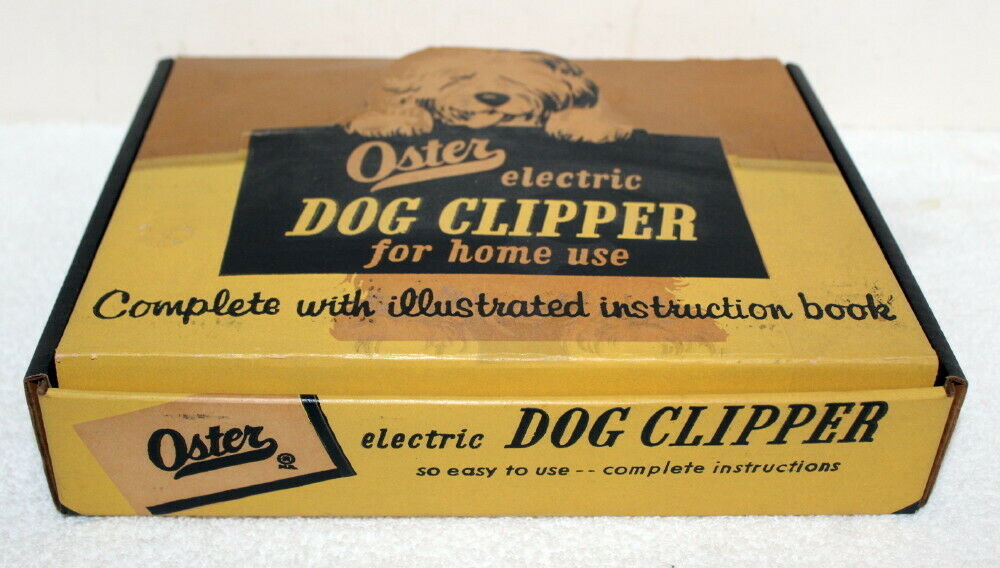 Oster electric
DOG CLIPPER
for home use
Complete with illustrated instruction book
Oster electric DOG CLIPPER
so easy to use -- complete instructions